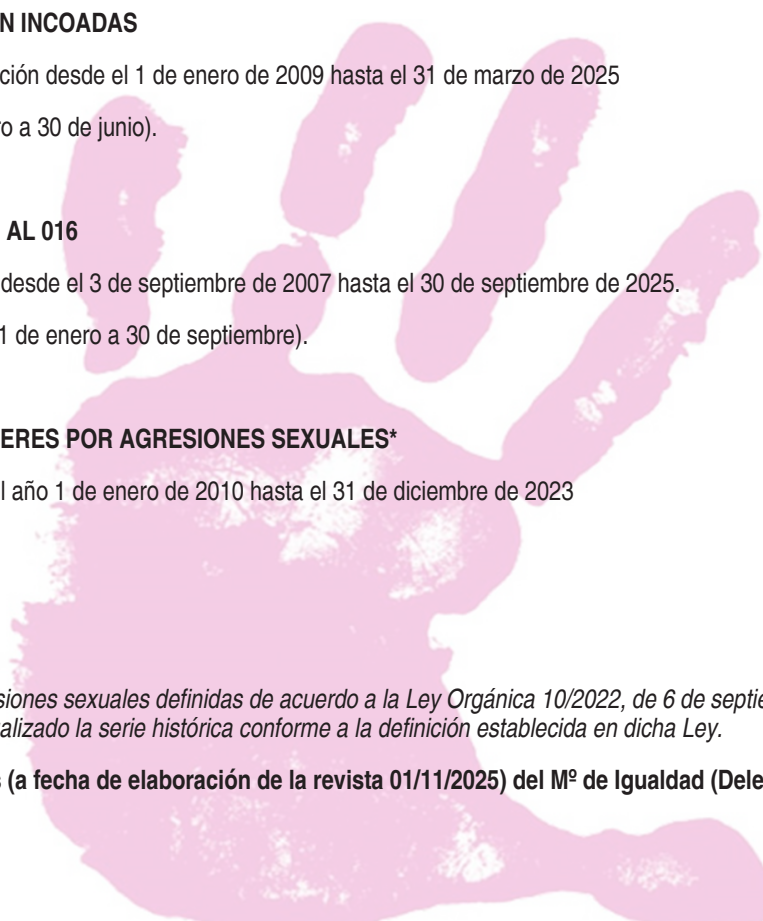 N INCOADAS
ción desde el 1 de enero de 2009 hasta el 31 de marzo de 2025
o a 30 de junio).
AL 016
desde el 3 de septiembre de 2007 hasta el 30 de septiembre de 2025.
1 de enero a 30 de septiembre).
ERES POR AGRESIONES SEXUALES*
l año 1 de enero de 2010 hasta el 31 de diciembre de 2023
siones sexuales definidas de acuerdo a la Ley Orgánica 10/2022, de 6 de septie
alizado la serie histórica conforme a la definición establecida en dicha Ley.
s (a fecha de elaboración de la revista 01/11/2025) del Mº de Igualdad (Dele